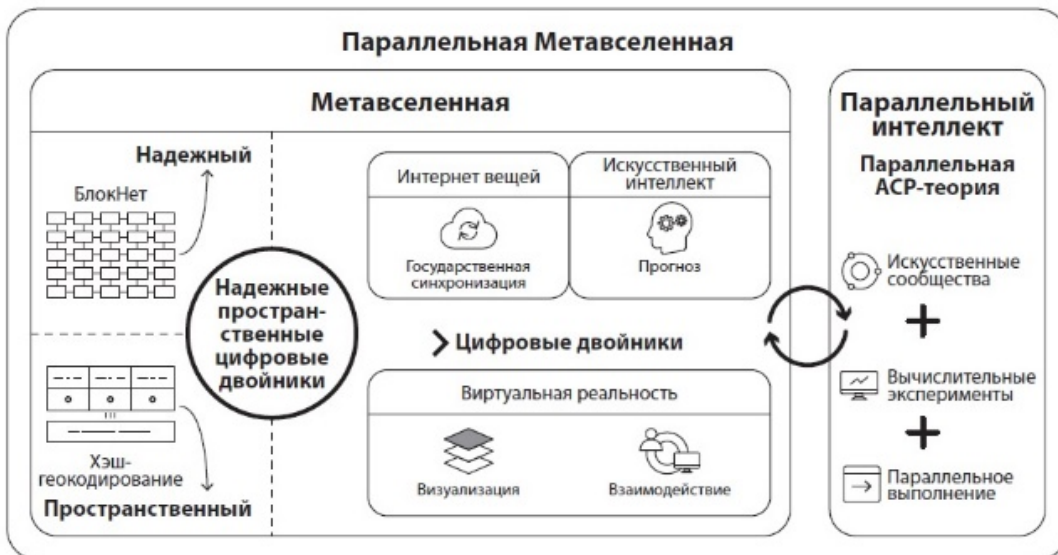 Параллельная Метавселенная
Метавселенная
Надежный
БлокНет
Надежные
простран-
ственные
цифровые
двойники
Хэш-
геокодирование
Пространственный
Интернет вещей
Государственная
синхронизация
Искусственный
интеллект
Прогноз
Цифровые двойники
Виртуальная реальность
Визуализация
Взаимодействие
Параллельный
интеллект
Параллельная
АСР-теория
Искусственные
сообщества
+
Вычислительные
эксперименты
+
Параллельное
выполнение